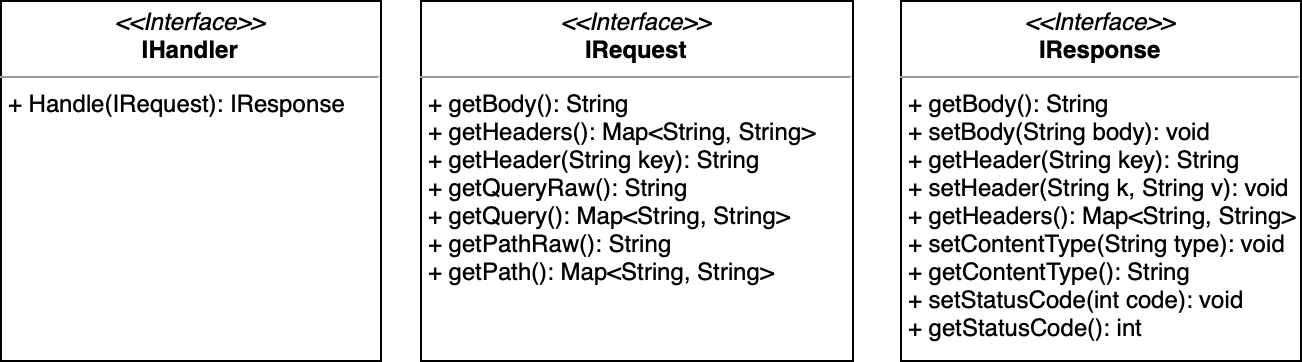 <<Interface>>
IHandler
+ Handle(IRequest): IResponse
<<Interface>>
IRequest
+ getBody(): String
+ getHeaders(): Map<String, String>
+ getHeader(String key): String
+ getQueryRaw(): String
+ getQuery(): Map<String, String>
+ getPathRaw(): String
+ getPath(): Map<String, String>
<<Interface>>
IResponse
+ getBody(): String
+ setBody(String body): void
+ getHeader(String key): String
+ setHeader(String k, String v): void
+ getHeaders(): Map<String, String>
+ setContentType(String type): void
+ getContentType(): String
+ setStatusCode(int code): void
+ getStatusCode(): int